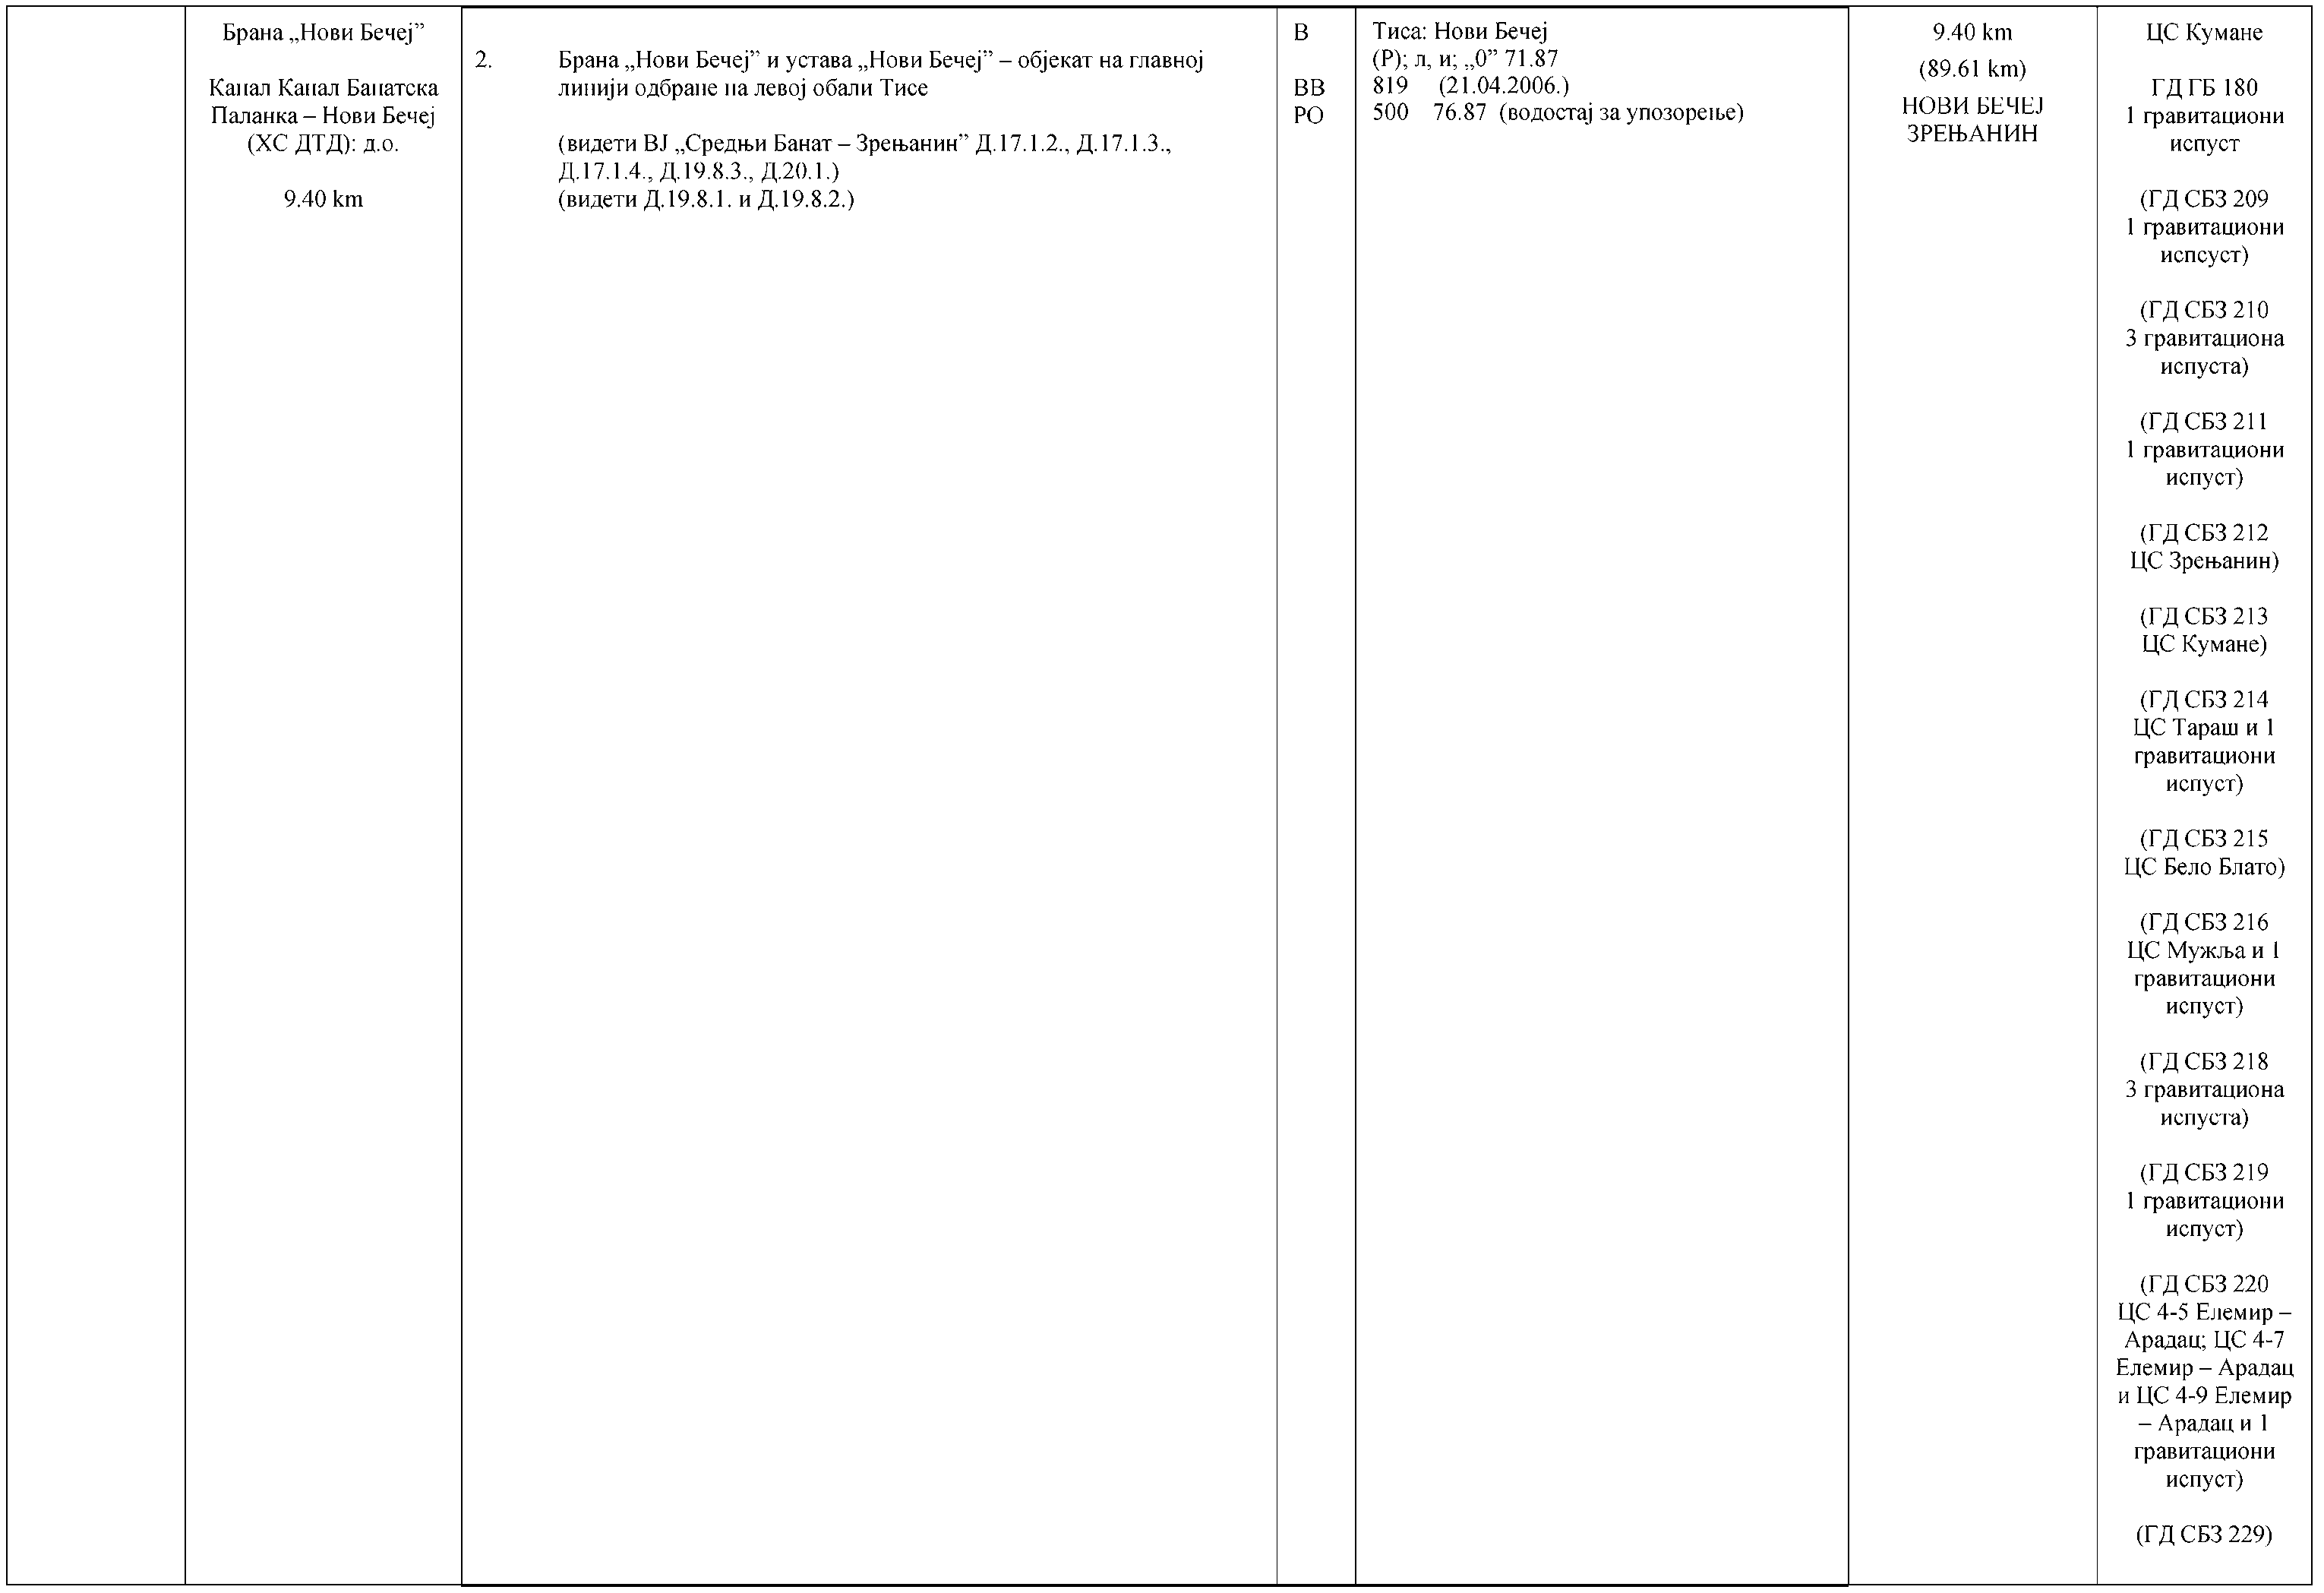 Брана „Нови Бечеј”
Канал Канал Банатска
Паланка – Нови Бечеј
(ХС ДТД): д.о.
9.40 km
2. Брана „Нови Бечеј” и устава „Нови Бечеј” – објекат на главној
линији одбране на левој обали Тисе
(видети ВЈ „Средњи Банат – Зрењанин” Д.17.1.2., Д.17.1.3.,
Д.17.1.4., Д.19.8.3., Д.20.1.)
(видети Д.19.8.1. и Д.19.8.2.)
В
ВВ
РО
Тиса: Нови Бечеј
(Р); л, и; „0” 71.87
819 (21.04.2006.)
500 76.87 (водостај за упозорење)
9.40 km
(89.61 km)
НОВИ БЕЧЕЈ
ЗРЕЊАНИН
ЦС Кумане
ГД ГБ 180
1 гравитациони
испуст
(ГД СБЗ 209
1 гравитациони
испсуст)
(ГД СБЗ 210
3 гравитациона
испуста)
(ГД СБЗ 211
1 гравитациони
испуст)
(ГД СБЗ 212
ЦС Зрењанин)
(ГД СБЗ 213
ЦС Кумане)
(ГД СБЗ 214
ЦС Тараш и 1
гравитациони
испуст)
(ГД СБЗ 215
ЦС Бело Блато)
(ГД СБЗ 216
ЦС Мужља и 1
гравитациони
испуст)
(ГД СБЗ 218
3 гравитациона
испуста)
(ГД СБЗ 219
1 гравитациони
испуст)
(ГД СБЗ 220
ЦС 4-5 Елемир –
Арадац; ЦС 4-7
Елемир – Арадац
и ЦС 4-9 Елемир
– Арадац и 1
гравитациони
испуст)
(ГД СБЗ 229)